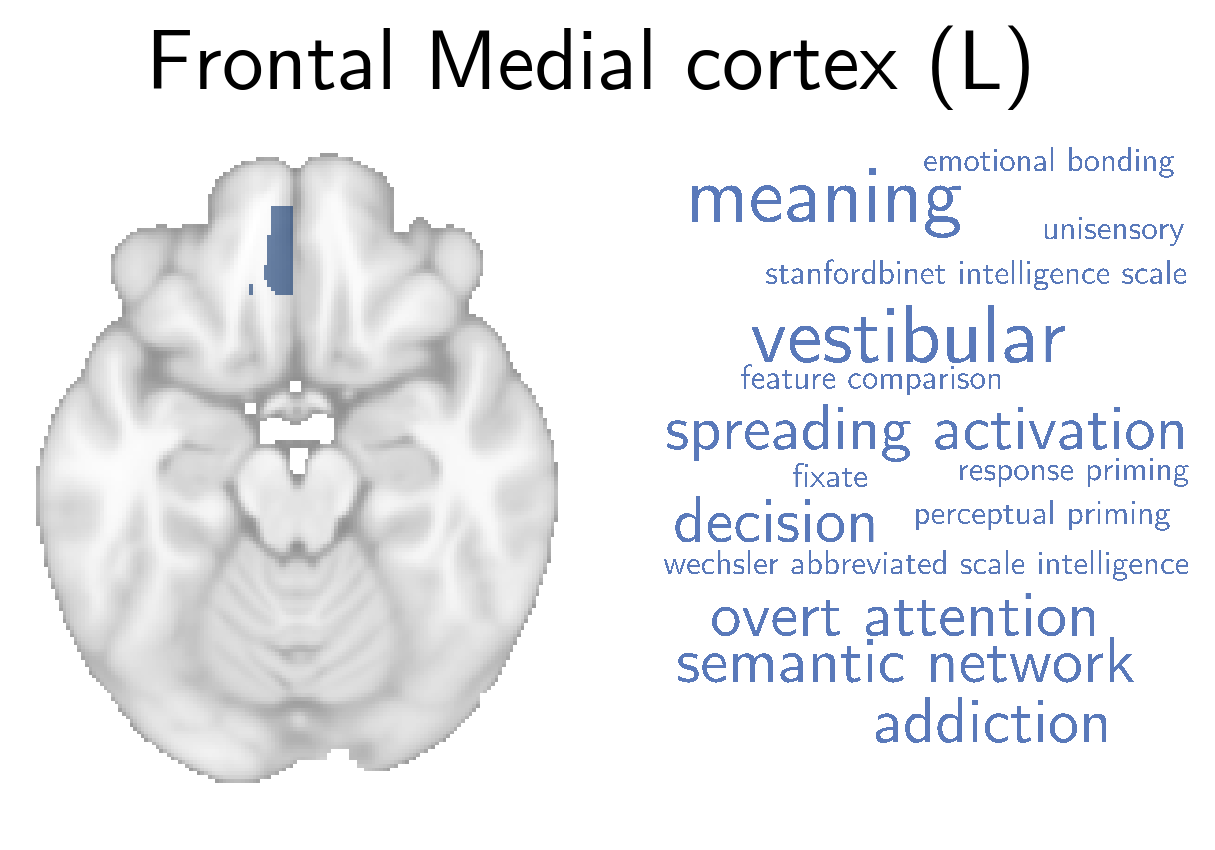 Frontal Medial cortex (L)
emotional bonding
meaning
unisensory
stanfordbinet intelligence scale
vestibular
feature comparison
spreading activation
fixate
response priming
decision
perceptual priming
wechsler abbreviated scale intelligence
overt attention
semantic network
addiction